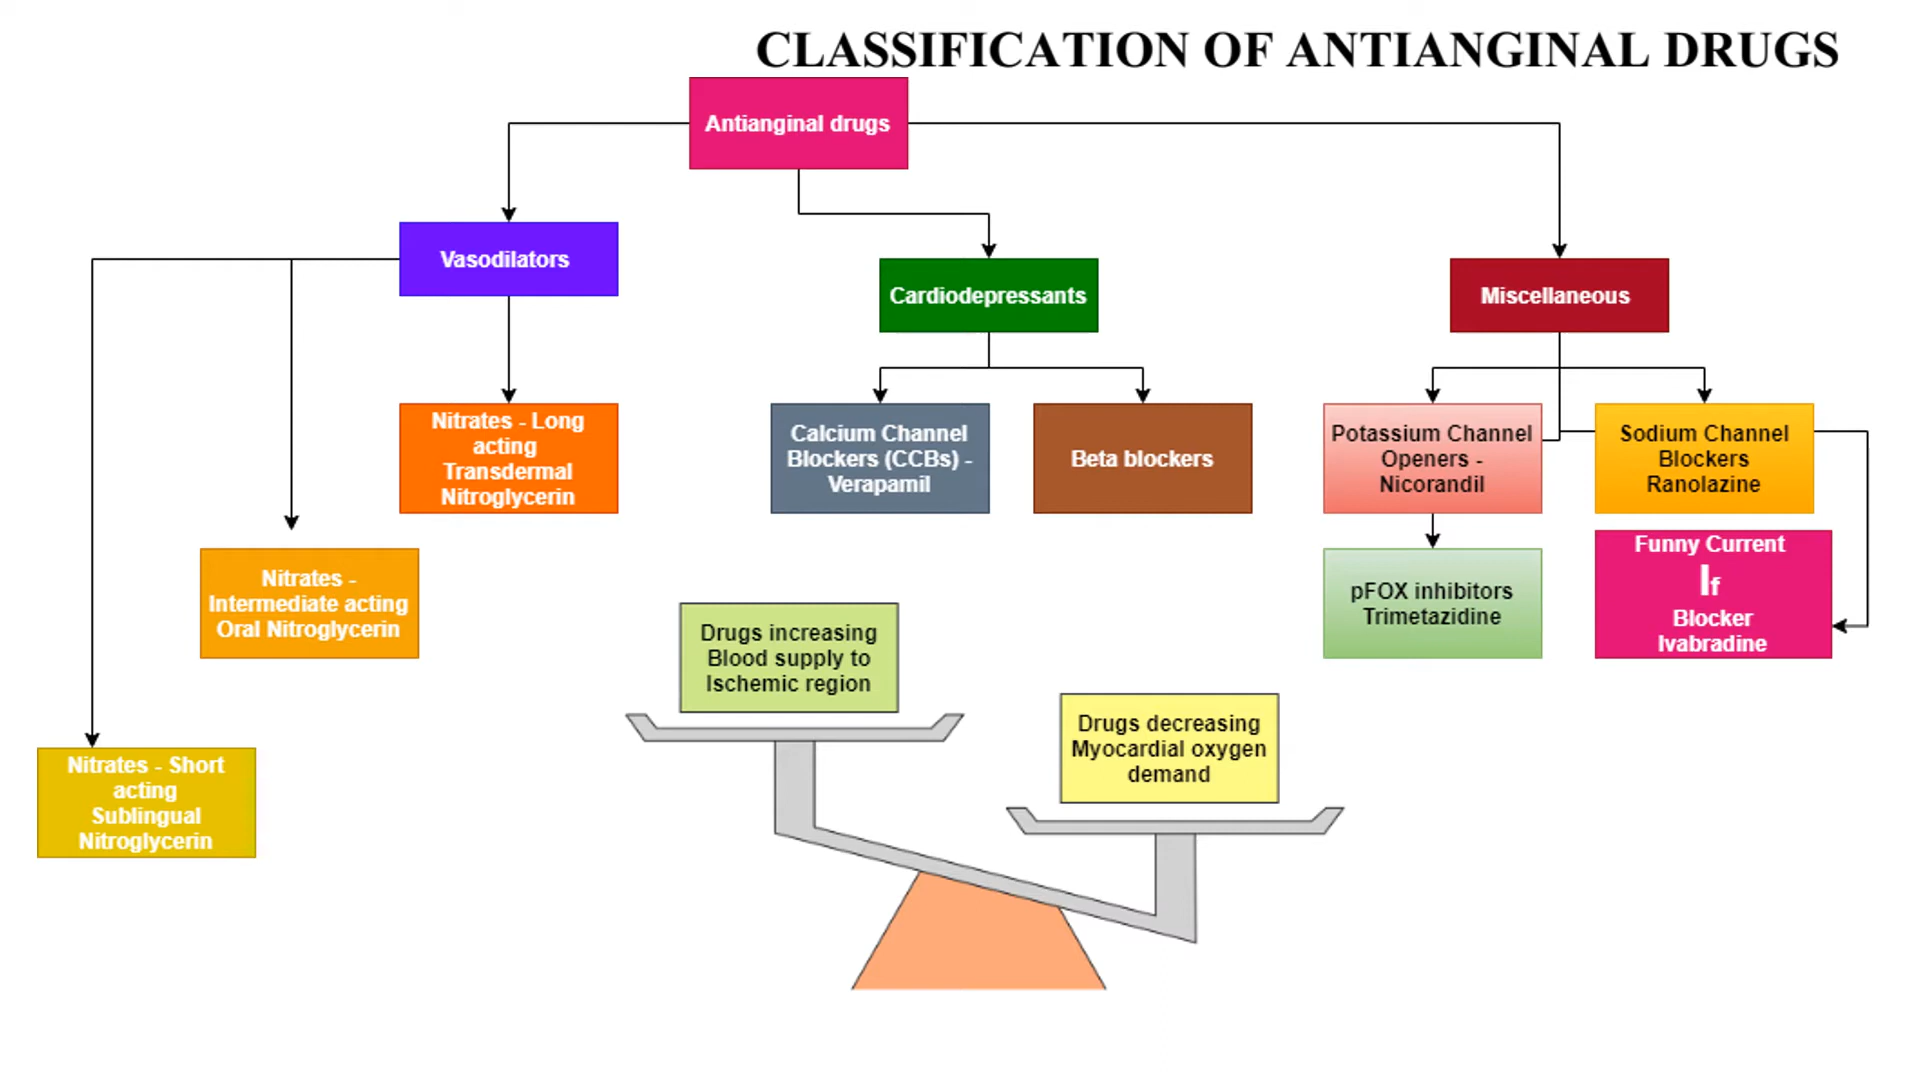 CLASSIFICATION OF ANTIANGINAL DRUGS
Antianginal drugs
Vasodilators
Cardiodepressants
Miscellaneous
Nitrates - Long
acting
Transdermal
Nitroglycerin
Calcium Channel
Blockers (CCBs) -
Verapamil
Beta blockers
Potassium Channel
Openers -
Nicorandil
Sodium Channel
Blockers
Ranolazine
Nitrates -
Intermediate acting
Oral Nitroglycerin
pFOX inhibitors
Trimetazidine
Funny Current
If
Blocker
Ivabradine
Drugs increasing
Blood supply to
Ischemic region
Drugs decreasing
Myocardial oxygen
demand
Nitrates - Short
acting
Sublingual
Nitroglycerin